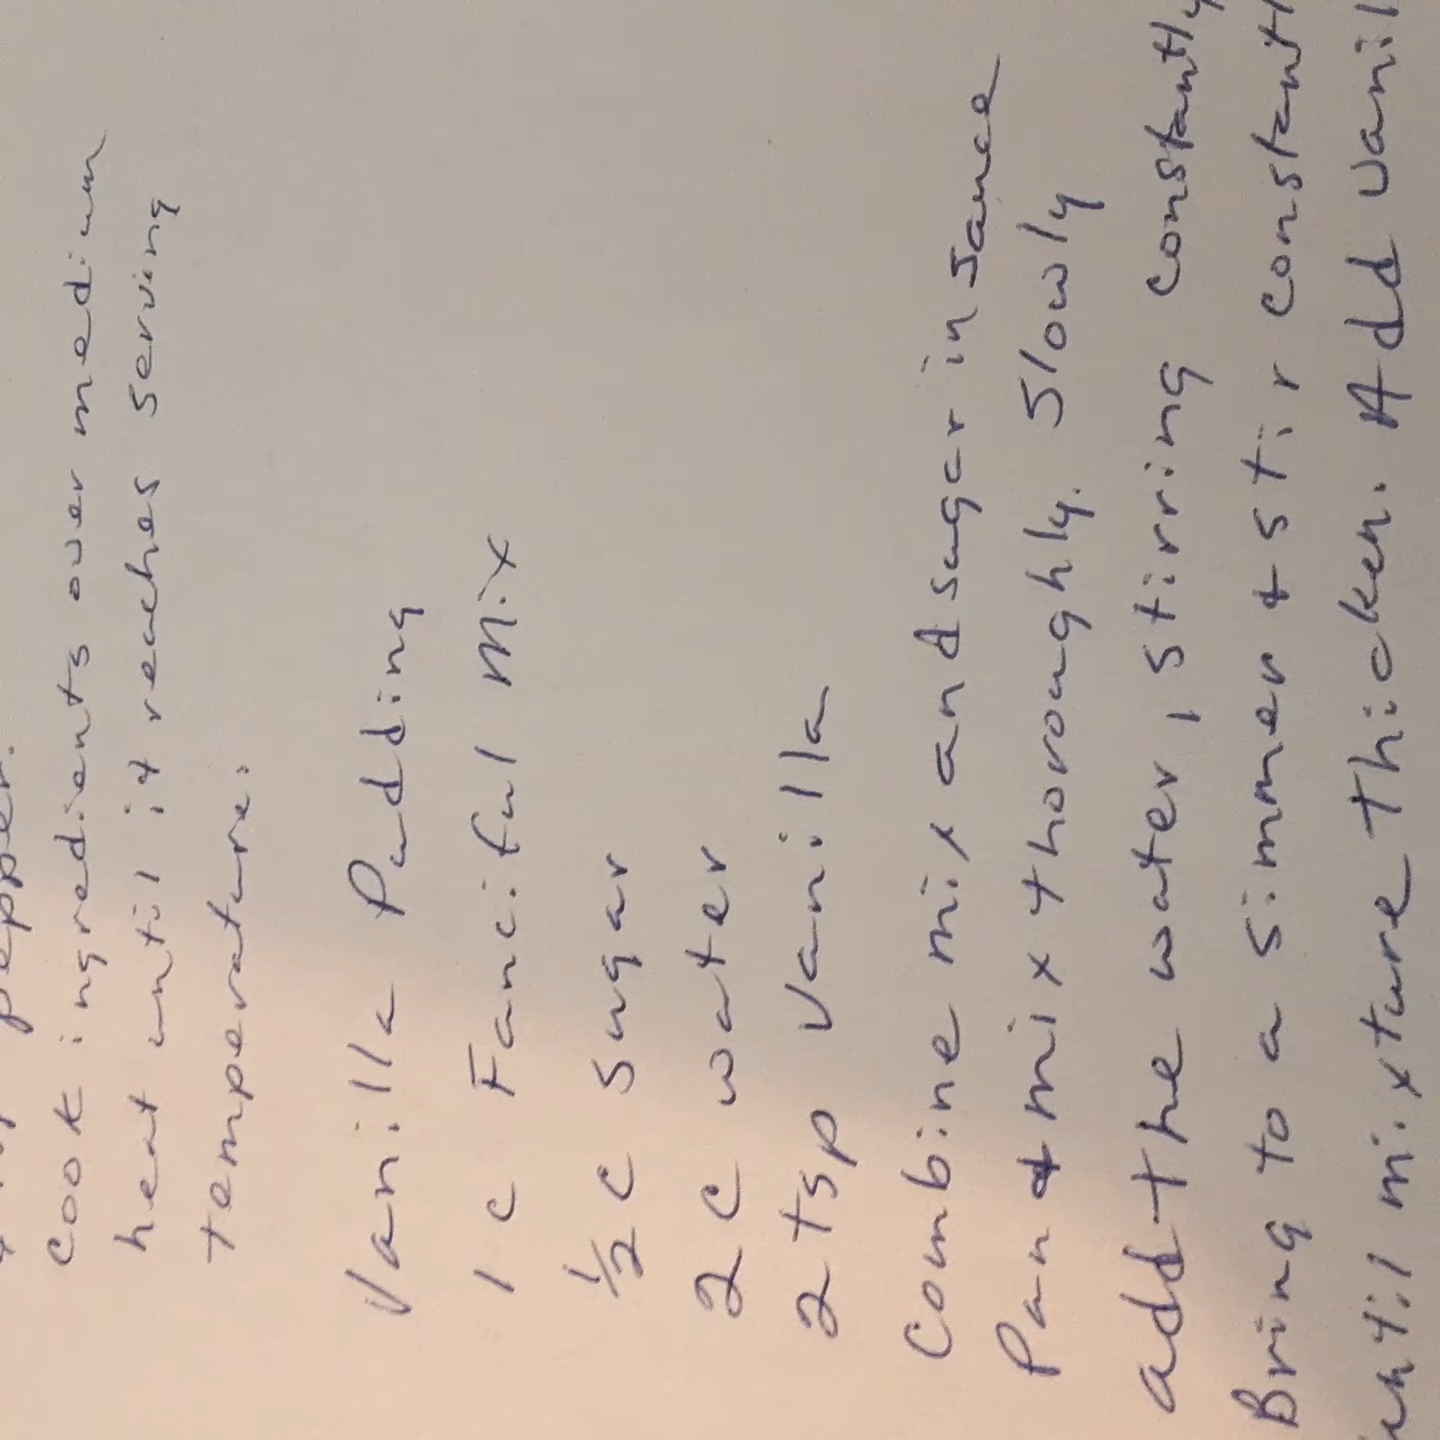 pepper.
Cook ingredients over medium
heat until it reaches serving
temperature.
Vanilla Pudding
1 c Fanciful Mix
1/2 c sugar
2 c water
2 tsp vanilla
Combine mix and sugar in sauce
Pan & mix thoroughly. Slowly
add the water, stirring constantly
Bring to a simmer & stir constantl
until mixture thicken. Add vanil